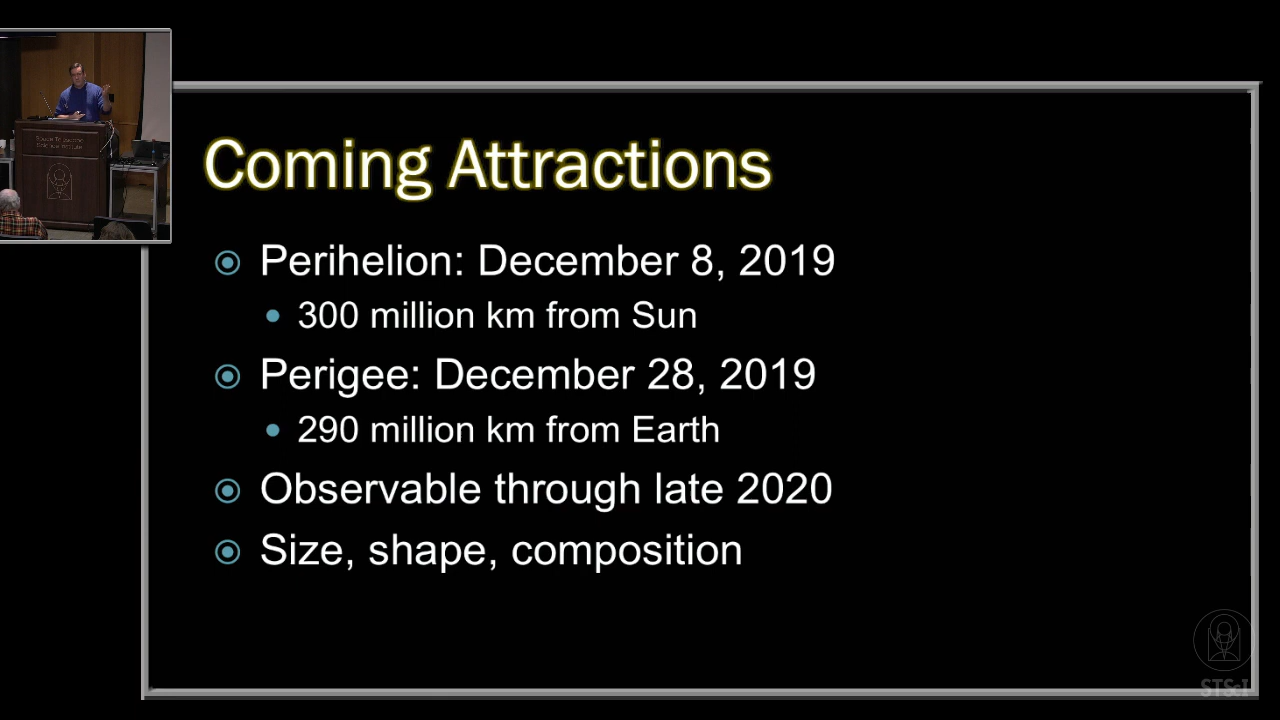 Coming Attractions
Perihelion: December 8, 2019
300 million km from Sun
Perigee: December 28, 2019
290 million km from Earth
Observable through late 2020
Size, shape, composition
STScI